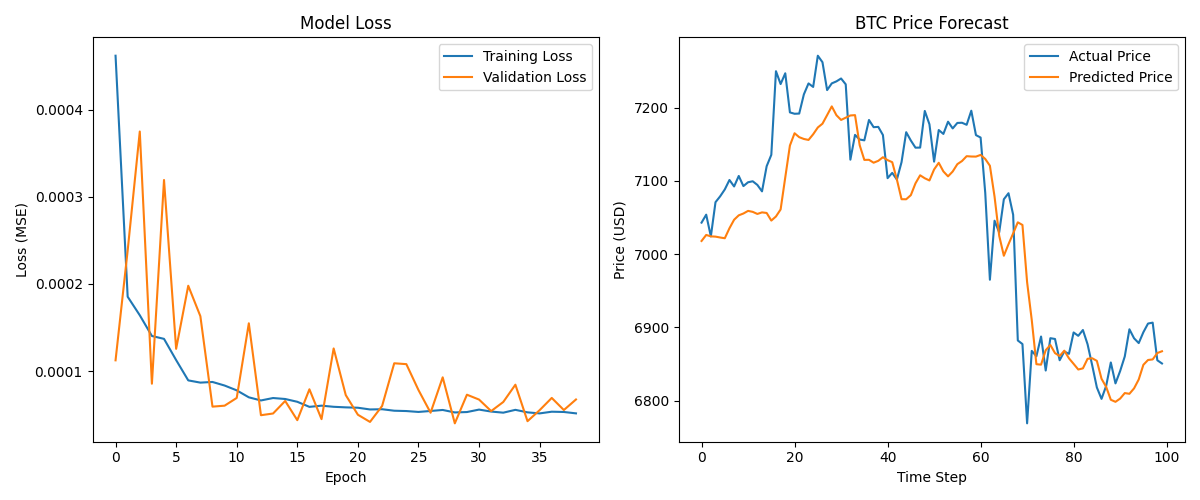 Model Loss
Training Loss
Validation Loss
Loss (MSE)
0.0004
0.0003
0.0002
0.0001
0 5 10 15 20 25 30 35
Epoch
BTC Price Forecast
Actual Price
Predicted Price
Price (USD)
7200
7100
7000
6900
6800
0 20 40 60 80 100
Time Step